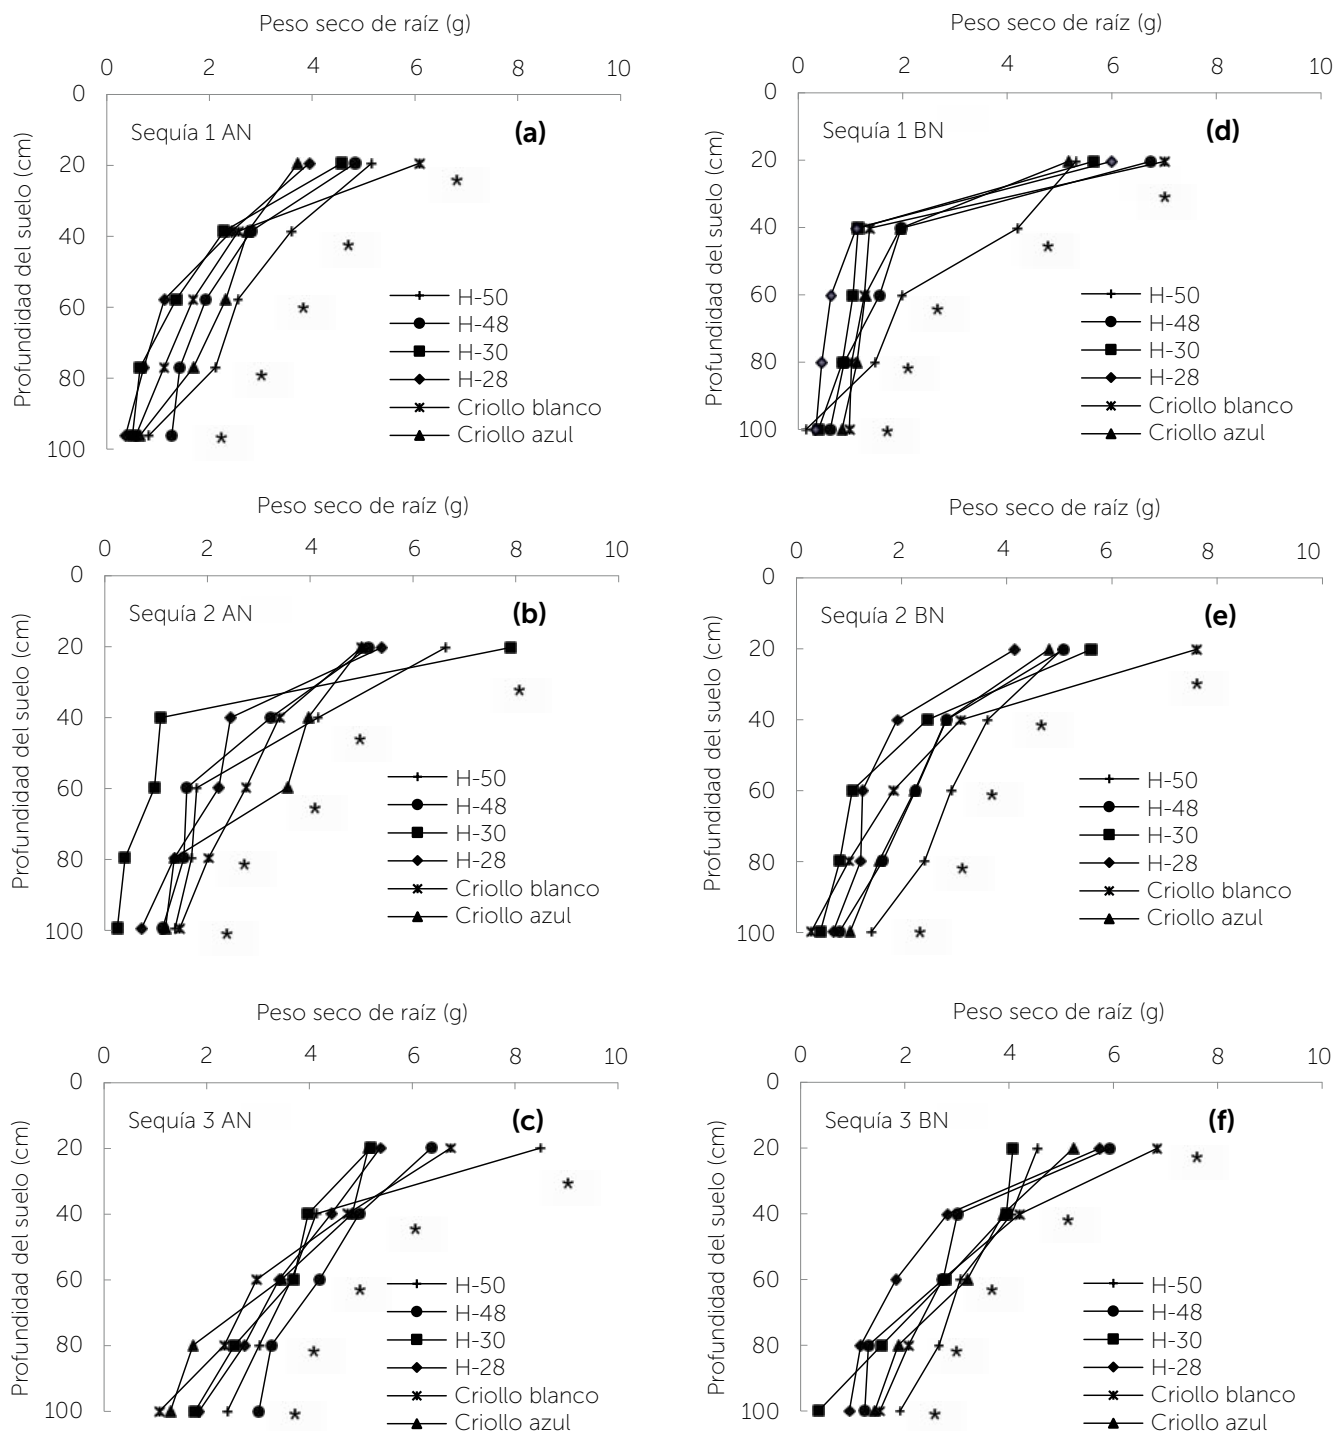 Peso seco de raíz (g)
0 2 4 6 8 10
Profundidad del suelo (cm)
0
20
40
60
80
100
Sequía 1 AN
(a)
*
*
*
*
*
H-50
H-48
H-30
H-28
Criollo blanco
Criollo azul
Peso seco de raíz (g)
0 2 4 6 8 10
Profundidad del suelo (cm)
0
20
40
60
80
100
Sequía 1 BN
(d)
*
*
*
*
*
H-50
H-48
H-30
H-28
Criollo blanco
Criollo azul
Peso seco de raíz (g)
0 2 4 6 8 10
Profundidad del suelo (cm)
0
20
40
60
80
100
Sequía 2 AN
(b)
*
*
*
*
*
H-50
H-48
H-30
H-28
Criollo blanco
Criollo azul
Peso seco de raíz (g)
0 2 4 6 8 10
Profundidad del suelo (cm)
0
20
40
60
80
100
Sequía 2 BN
(e)
*
*
*
*
*
H-50
H-48
H-30
H-28
Criollo blanco
Criollo azul
Peso seco de raíz (g)
0 2 4 6 8 10
Profundidad del suelo (cm)
0
20
40
60
80
100
Sequía 3 AN
(c)
*
*
*
*
*
H-50
H-48
H-30
H-28
Criollo blanco
Criollo azul
Peso seco de raíz (g)
0 2 4 6 8 10
Profundidad del suelo (cm)
0
20
40
60
80
100
Sequía 3 BN
(f)
*
*
*
*
*
H-50
H-48
H-30
H-28
Criollo blanco
Criollo azul